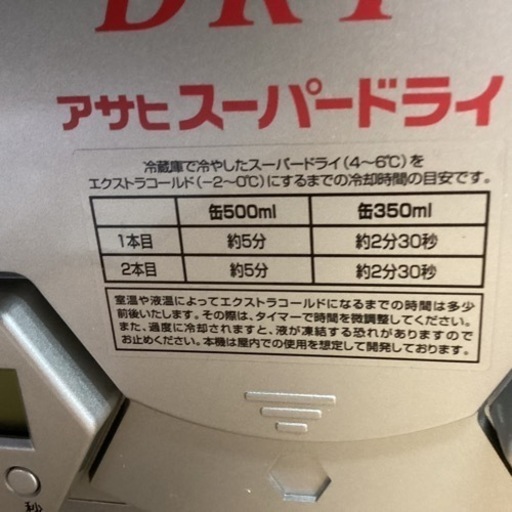 DRY
アサヒスーパードライ
冷蔵庫で冷やしたスーパードライ(4〜6℃)を
エクストラコールド(−2〜0℃)にするまでの冷却時間の目安です。
缶500ml 缶350ml
1本目 約5分 約2分30秒
2本目 約5分 約2分30秒
室温や液温によってエクストラコールドになるまでの時間は多少
前後いたします。その際は、タイマーで時間を微調整してください。
また、過度に冷却されますと、液が凍結する恐れがありますので
お止めください。本機は屋内での使用を想定して開発しております。
秒